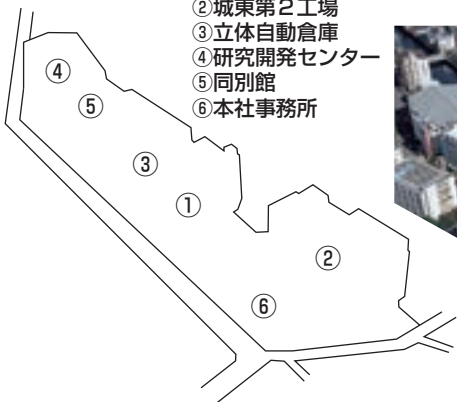 ②城東第2工場
③立体自動倉庫
④研究開発センター
⑤同別館
⑥本社事務所
④
⑤
③
①
②
⑥